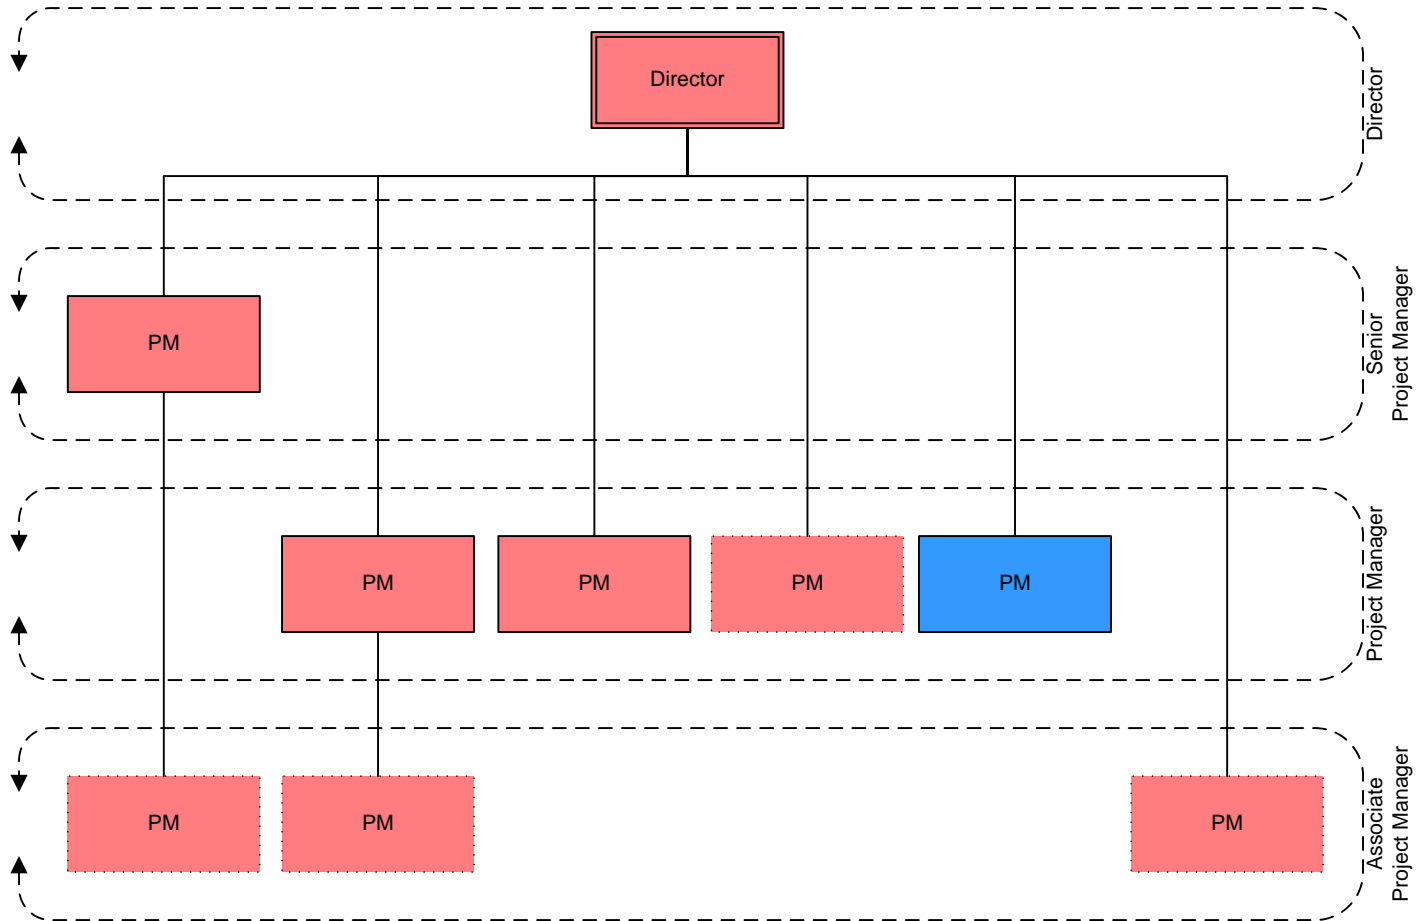 Director
Director
PM
Senior
Project Manager
PM
PM
PM
PM
Project Manager
PM
PM
PM
Associate
Project Manager